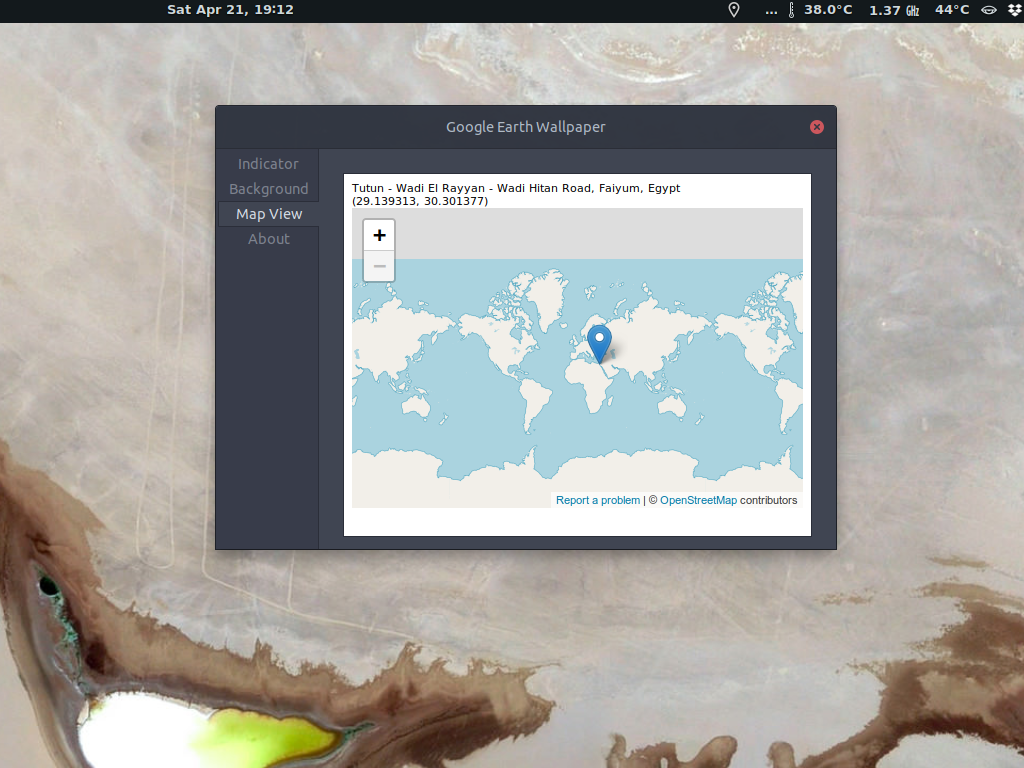 Sat Apr 21, 19:12
... 38.0°C 1.37 GHz 44°C
Google Earth Wallpaper
Indicator
Background
Map View
About
Tutun - Wadi El Rayyan - Wadi Hitan Road, Faiyum, Egypt
(29.139313, 30.301377)
+
−
Report a problem | © OpenStreetMap contributors